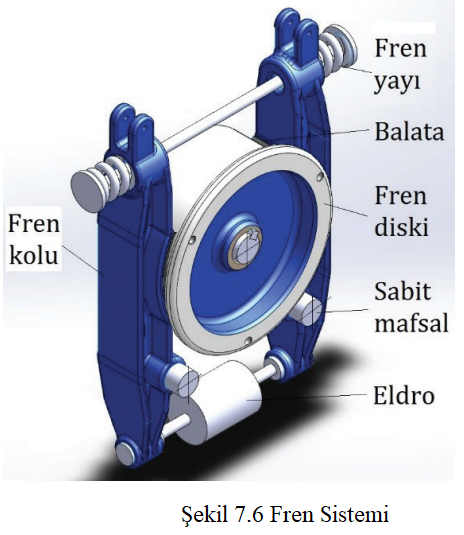 Fren
yayı
Balata
Fren
diski
Fren
kolu
Sabit
mafsal
Eldro
Şekil 7.6 Fren Sistemi